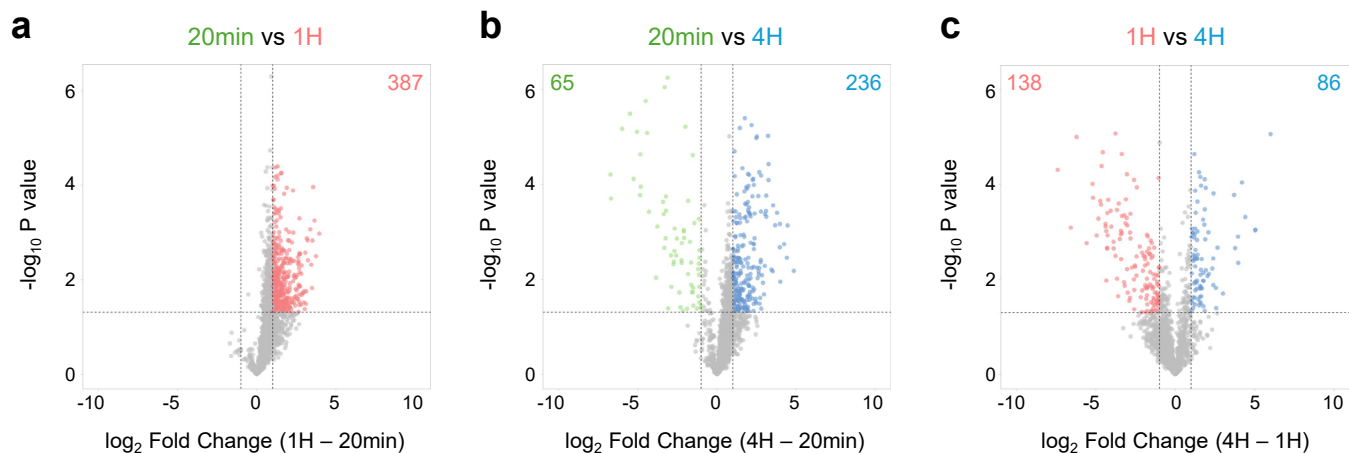 a
20min vs 1H
387
6
4
2
0
-10
-5
0
5
10
-log10 P value
log2 Fold Change (1H – 20min)
b
20min vs 4H
65
236
6
4
2
0
-10
-5
0
5
10
-log10 P value
log2 Fold Change (4H – 20min)
c
1H vs 4H
138
86
6
4
2
0
-10
-5
0
5
10
-log10 P value
log2 Fold Change (4H – 1H)